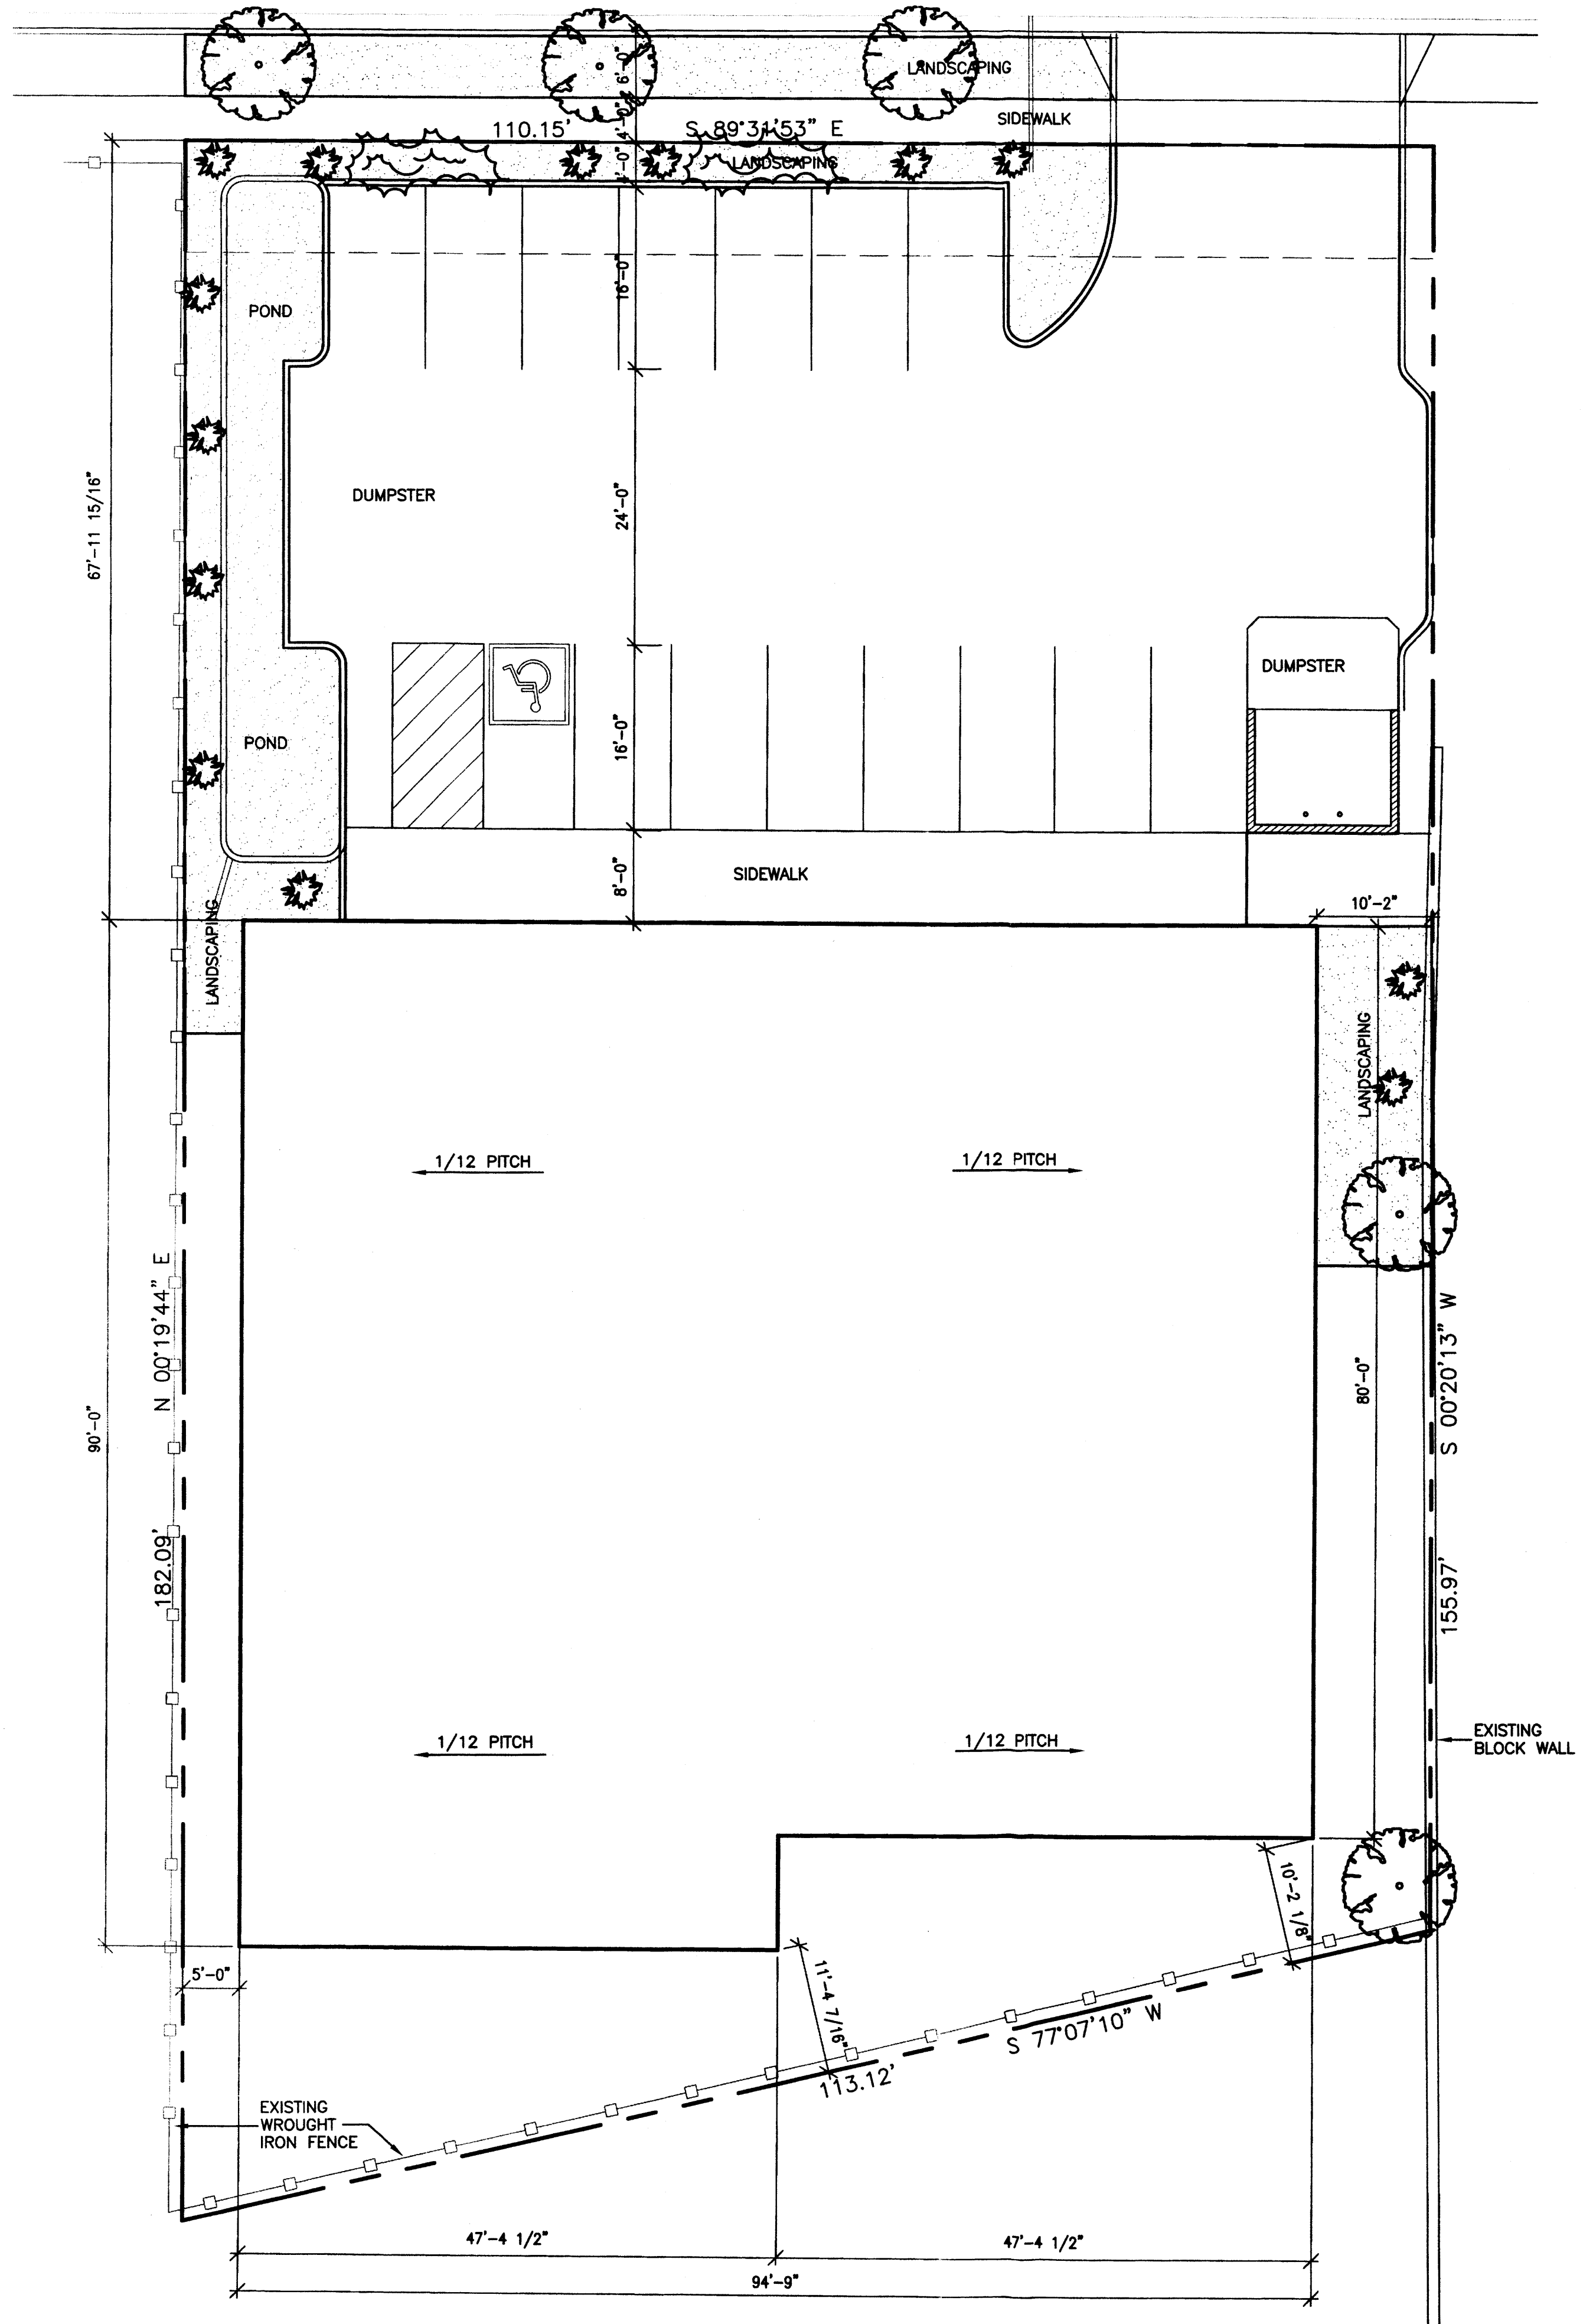 6'-0"
LANDSCAPING
4'-0"
SIDEWALK
110.15'
S 89°31'53" E
4'-0"
LANDSCAPING
16'-0"
POND
67'-11 15/16"
DUMPSTER
24'-0"
DUMPSTER
16'-0"
POND
8'-0"
SIDEWALK
10'-2"
LANDSCAPING
LANDSCAPING
1/12 PITCH
1/12 PITCH
N 00°19'44" E
S 00°20'13" W
80'-0"
90'-0"
182.09'
155.97'
1/12 PITCH
1/12 PITCH
EXISTING
BLOCK WALL
10'-2 1/8"
5'-0"
11'-4 7/16"
S 77°07'10" W
113.12'
EXISTING
WROUGHT
IRON FENCE
47'-4 1/2"
47'-4 1/2"
94'-9"